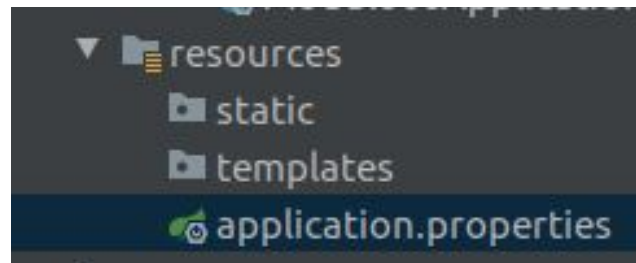 resources
static
templates
application.properties